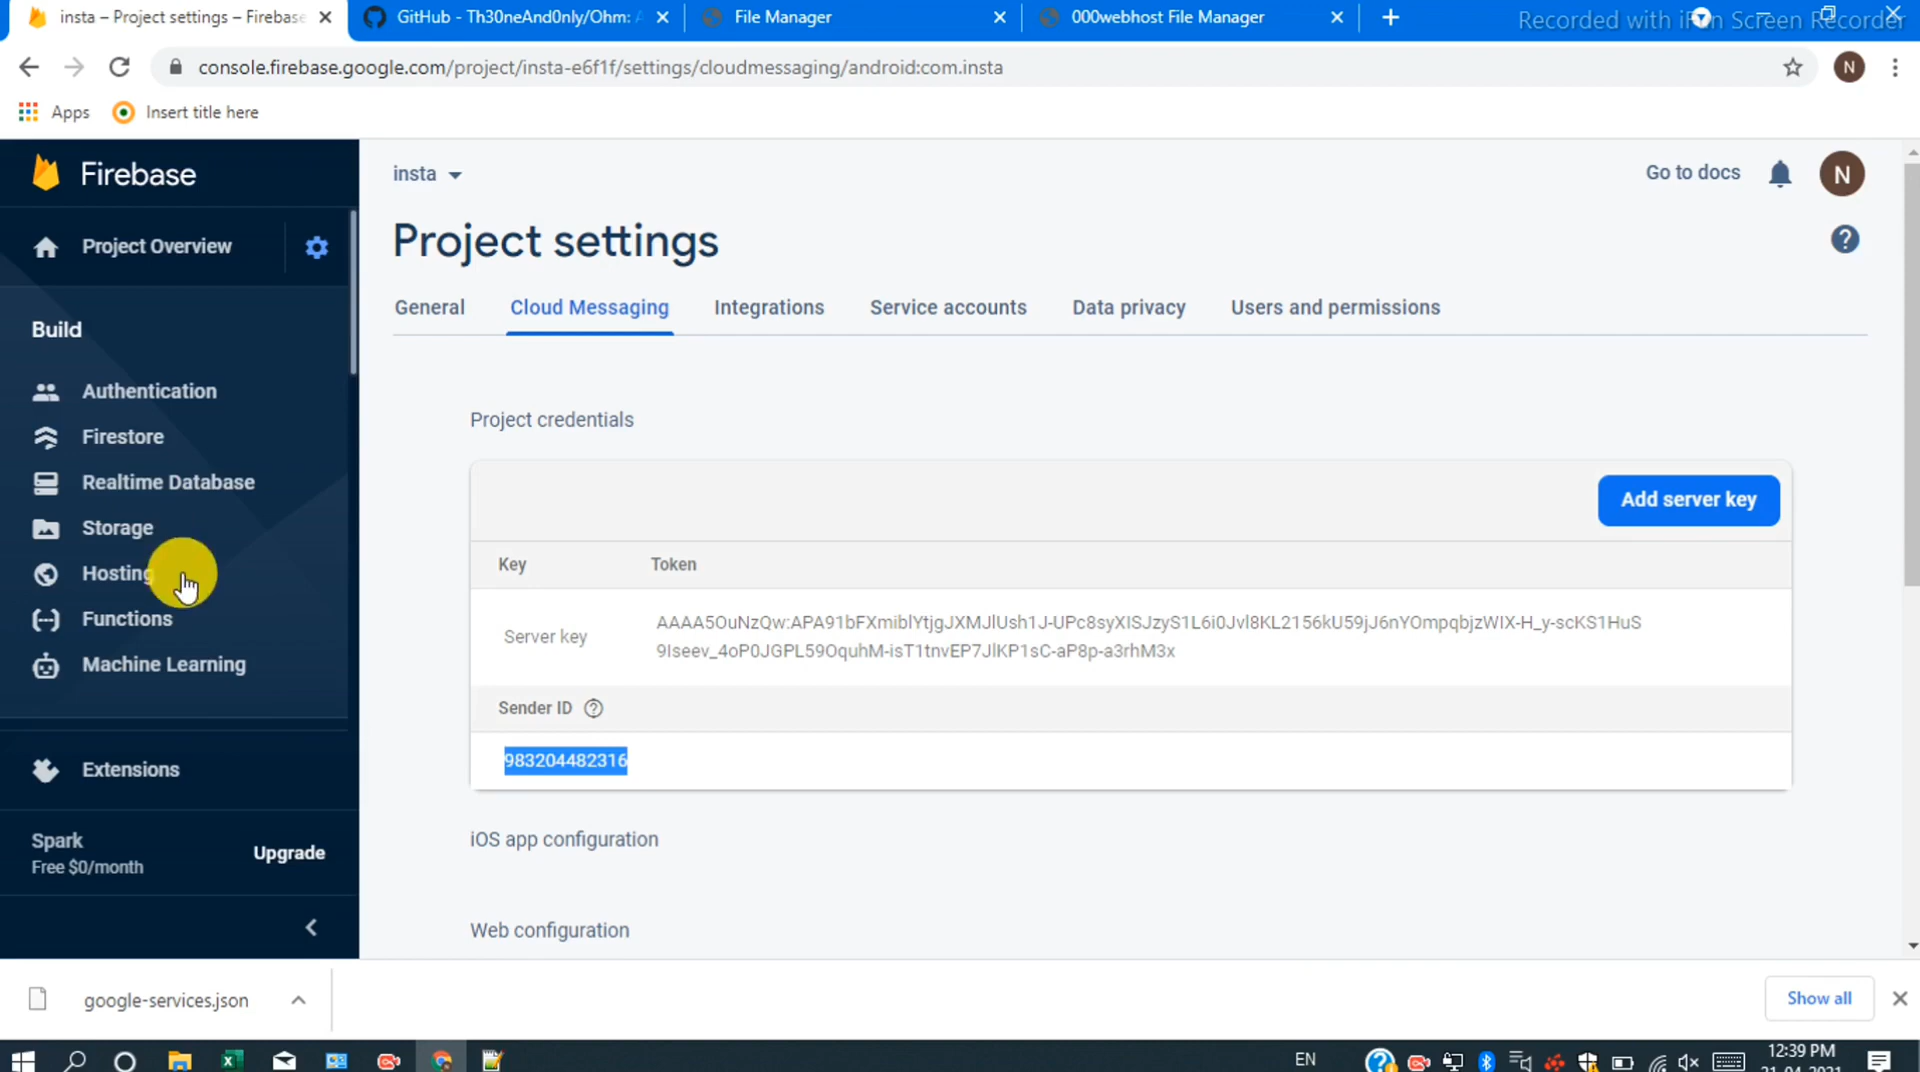 insta – Project settings – Firebase
GitHub - Th30neAnd0nly/Ohm: A
File Manager
000webhost File Manager
Recorded with iFun Screen Recorder
console.firebase.google.com/project/insta-e6f1f/settings/cloudmessaging/android:com.insta
N
Apps
Insert title here
Firebase
insta
Go to docs
N
Project Overview
Project settings
General
Cloud Messaging
Integrations
Service accounts
Data privacy
Users and permissions
Build
Authentication
Firestore
Realtime Database
Storage
Hosting
Functions
Machine Learning
Extensions
Spark
Free $0/month
Upgrade
Project credentials
Add server key
Key
Token
Server key
AAAA5OuNzQw:APA91bFXmiblYtjgJXMJlUsh1J-UPc8syXISJzyS1L6i0Jvl8KL2156kU59jJ6nYOmpqbjzWIX-H_y-scKS1HuS
9Iseev_4oP0JGPL59OquhM-isT1tnvEP7JlKP1sC-aP8p-a3rhM3x
Sender ID
983204482316
iOS app configuration
Web configuration
google-services.json
Show all
EN
12:39 PM